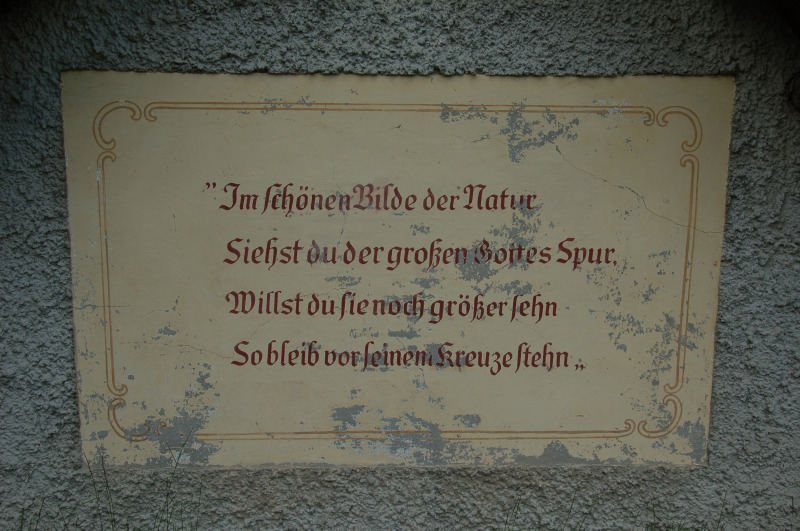 "Im schönen Bilde der Natur
Siehst du der großen Gottes Spur,
Willst du sie noch größer sehn
So bleib vor seinem Kreuze stehn „